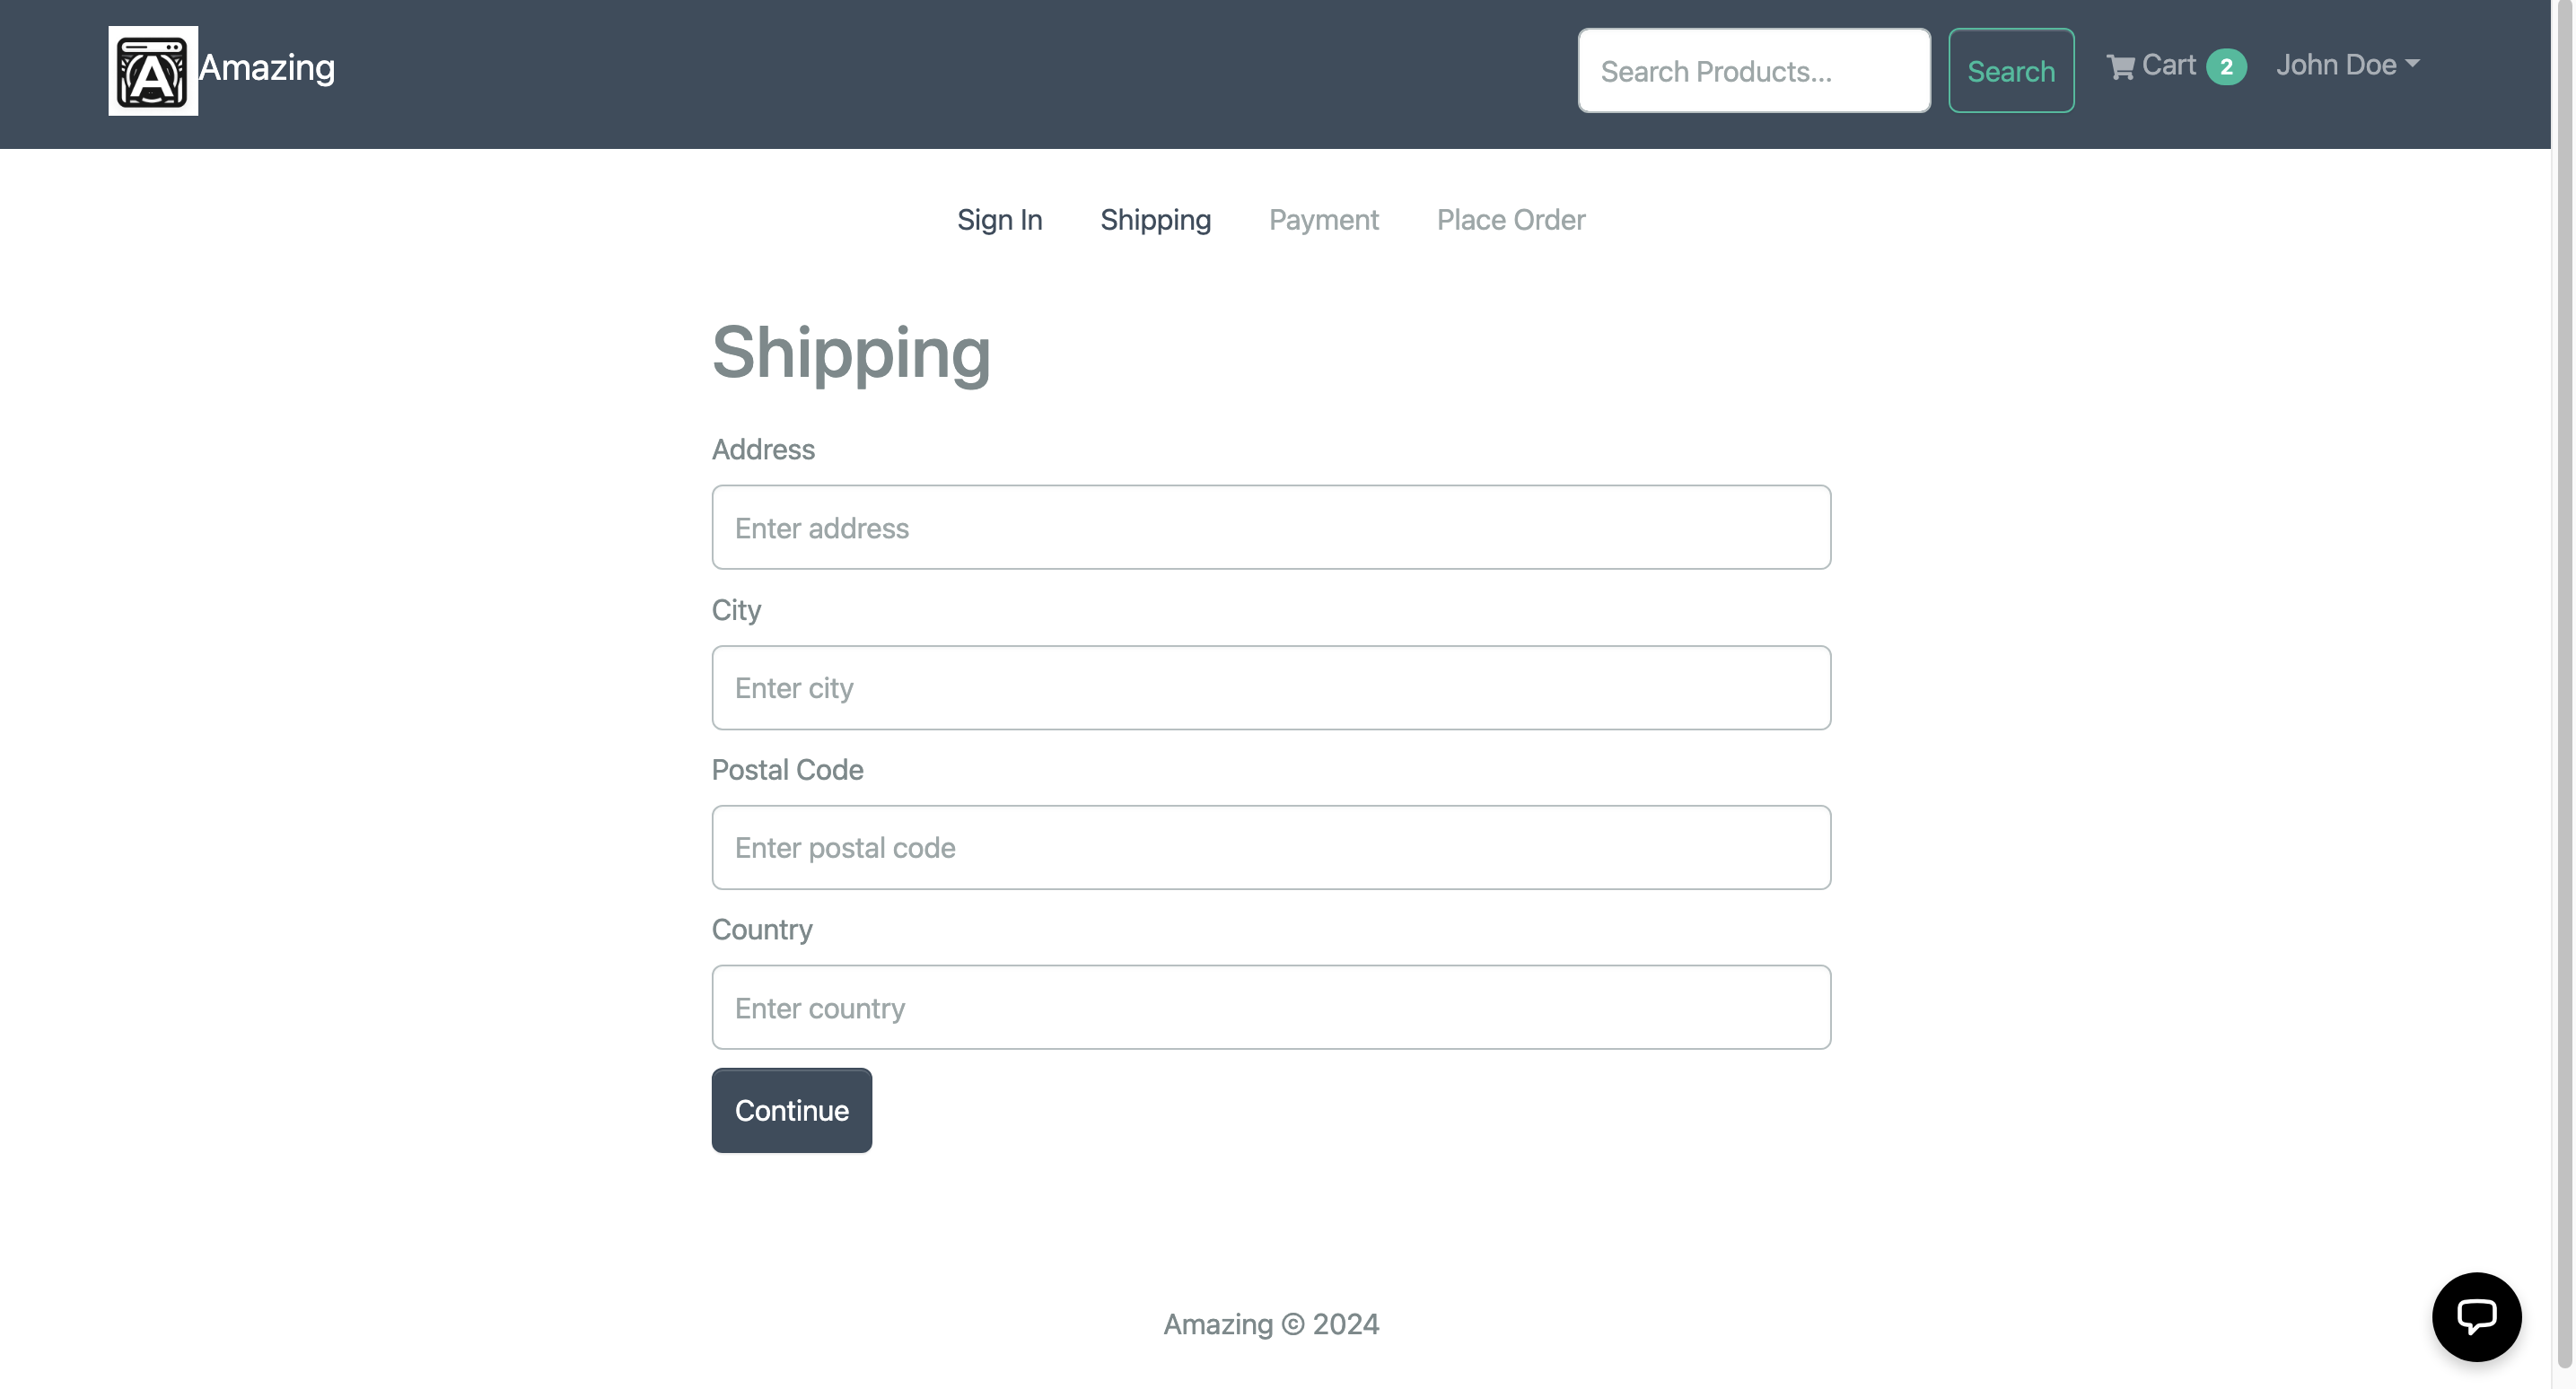 A Amazing Search Products... Search Cart 2 John Doe
Sign In Shipping Payment Place Order
Shipping
Address
Enter address
City
Enter city
Postal Code
Enter postal code
Country
Enter country
Continue
Amazing © 2024